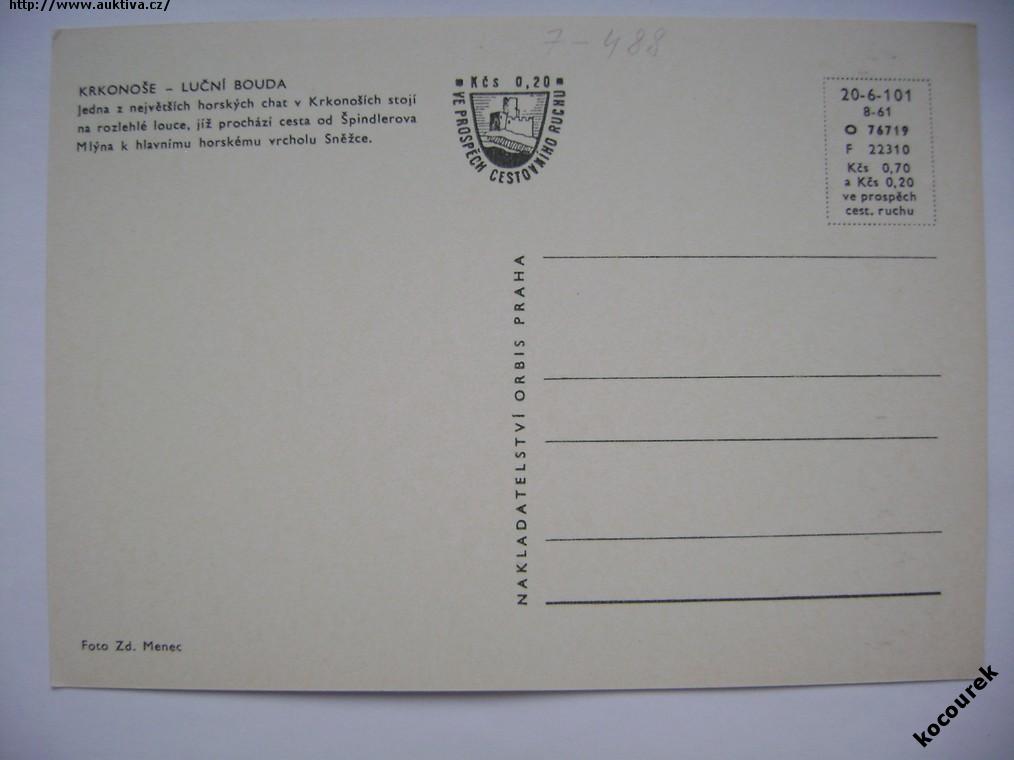 http://www.auktiva.cz/
7-488
KRKONOŠE – LUČNÍ BOUDA
Jedna z největších horských chat v Krkonoších stojí
na rozlehlé louce, jíž prochází cesta od Špindlerova
Mlýna k hlavnímu horskému vrcholu Sněžce.
Kčs 0,20
VE PROSPĚCH CESTOVNÍHO RUCHU
20-6-101
8-61
O 76719
F 22310
Kčs 0,70
a Kčs 0,20
ve prospěch
cest. ruchu
NAKLADATELSTVÍ ORBIS PRAHA
Foto Zd. Menec
kocourek